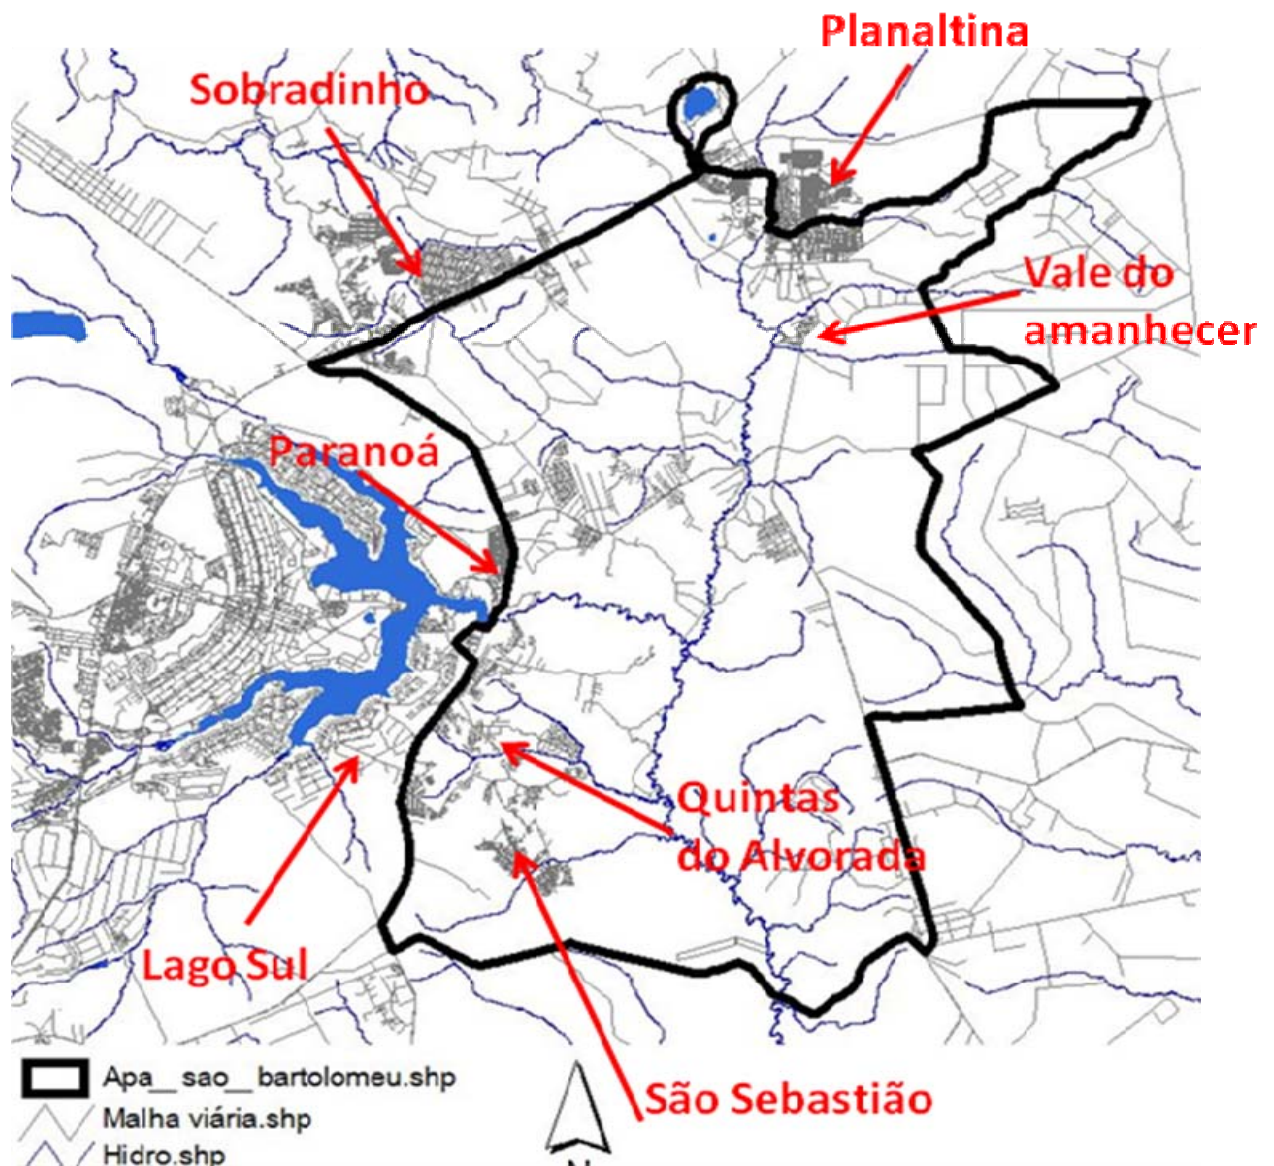 Planaltina
Sobradinho
Vale do
amanhecer
Paranoá
Quintas
do Alvorada
Lago Sul
São Sebastião
Apa__sao__bartolomeu.shp
Malha viária.shp
Hidro.shp
N